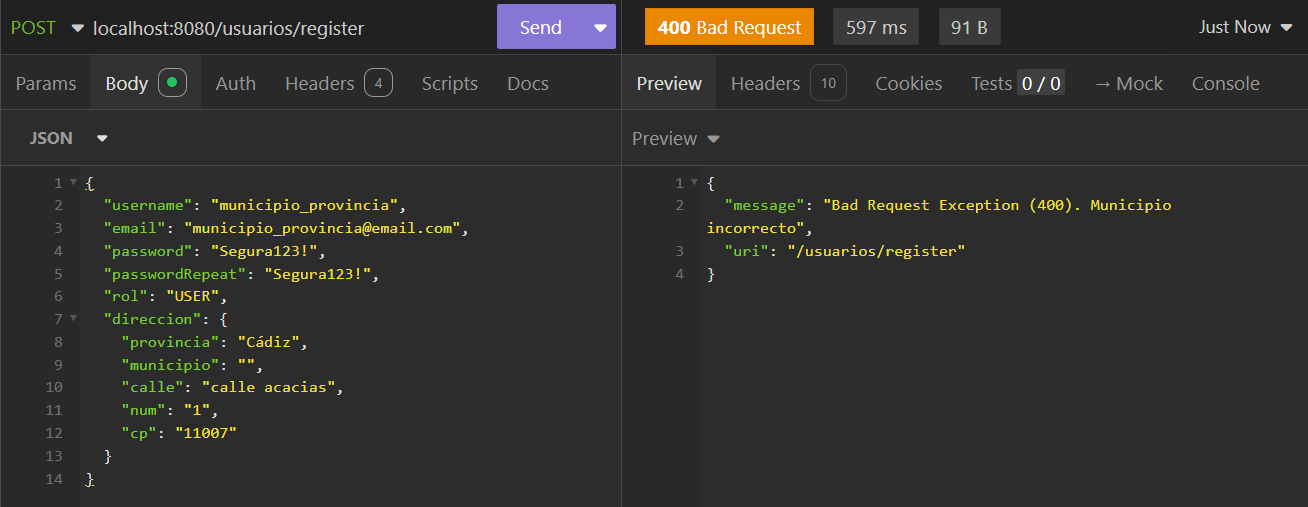 POST localhost:8080/usuarios/register Send 400 Bad Request 597 ms 91 B Just Now
Params Body Auth Headers 4 Scripts Docs Preview Headers 10 Cookies Tests 0 / 0 → Mock Console
JSON
1 {
2 "username": "municipio_provincia",
3 "email": "municipio_provincia@email.com",
4 "password": "Segura123!",
5 "passwordRepeat": "Segura123!",
6 "rol": "USER",
7 "direccion": {
8 "provincia": "Cádiz",
9 "municipio": "",
10 "calle": "calle acacias",
11 "num": "1",
12 "cp": "11007"
13 }
14 }
Preview
1 {
2 "message": "Bad Request Exception (400). Municipio
incorrecto",
3 "uri": "/usuarios/register"
4 }